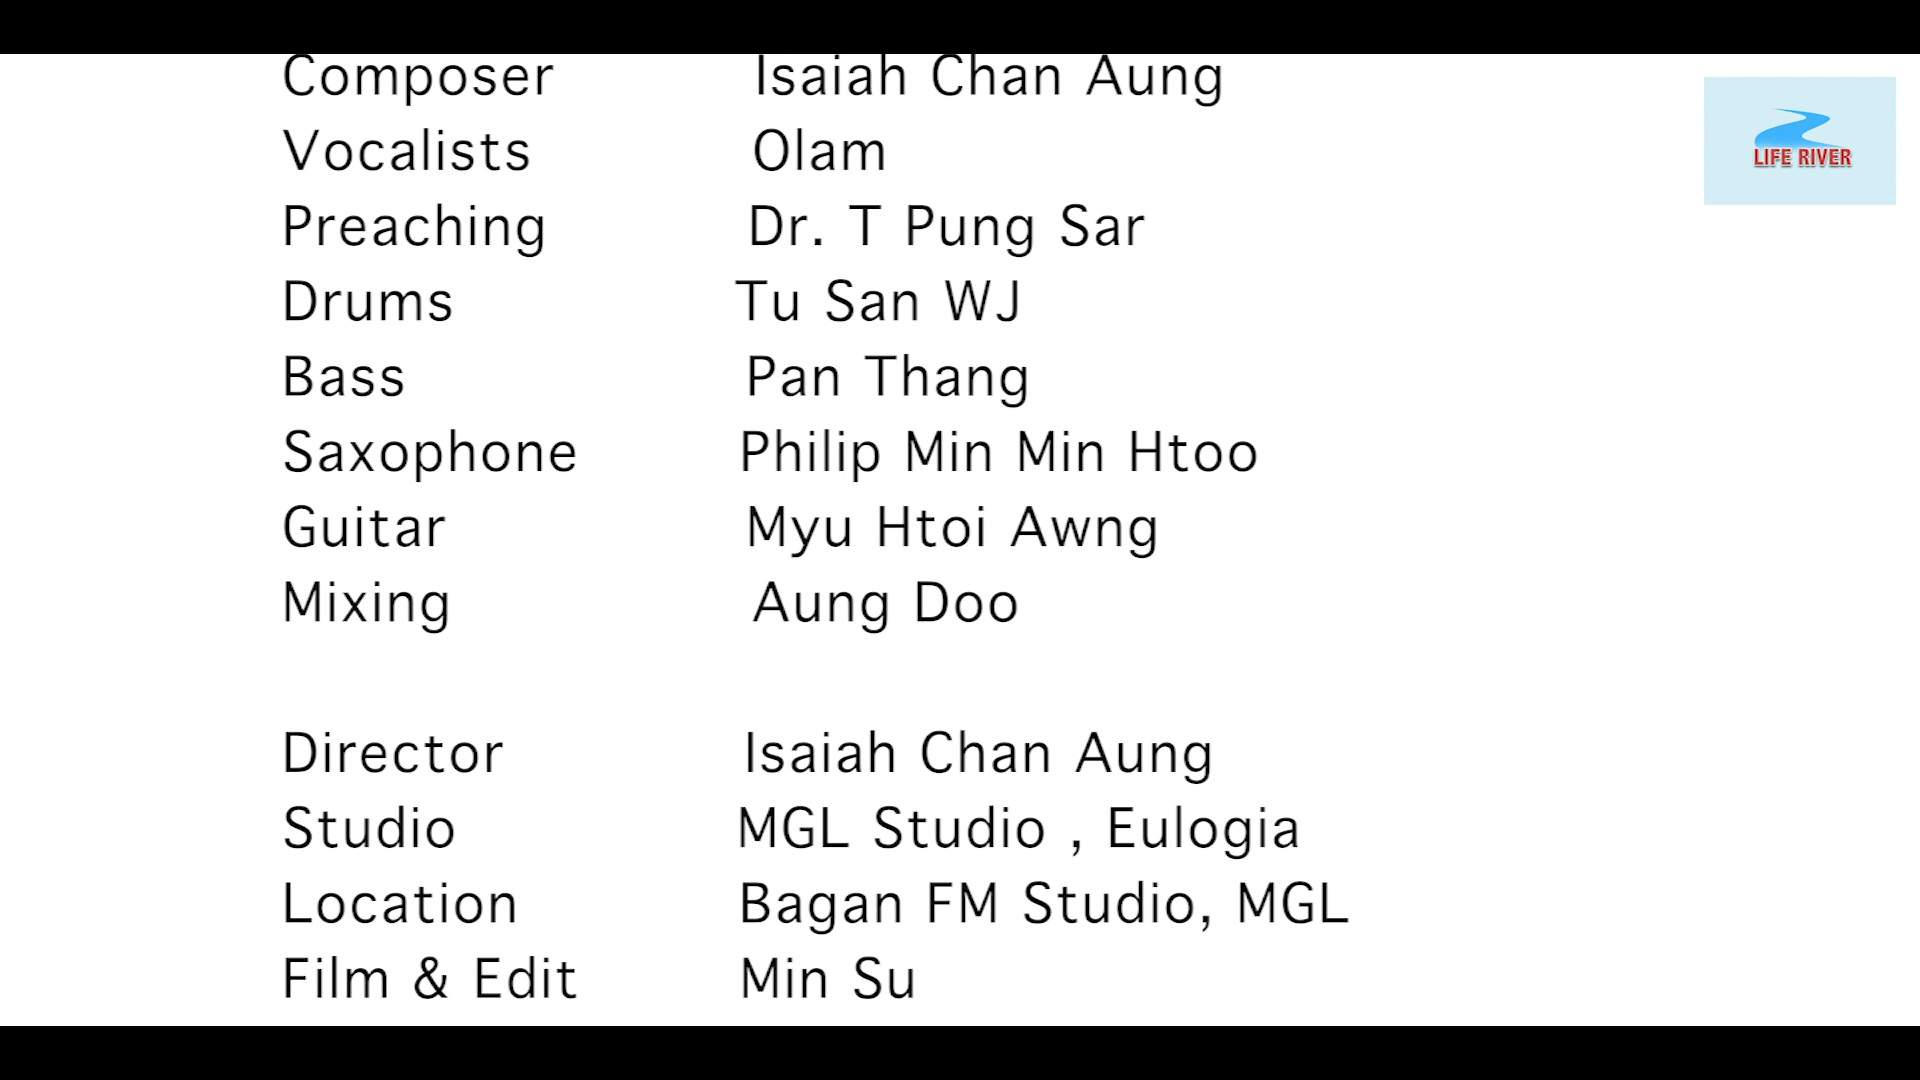 Composer Isaiah Chan Aung
LIFE RIVER
Vocalists Olam
Preaching Dr. T Pung Sar
Drums Tu San WJ
Bass Pan Thang
Saxophone Philip Min Min Htoo
Guitar Myu Htoi Awng
Mixing Aung Doo
Director Isaiah Chan Aung
Studio MGL Studio , Eulogia
Location Bagan FM Studio, MGL
Film & Edit Min Su